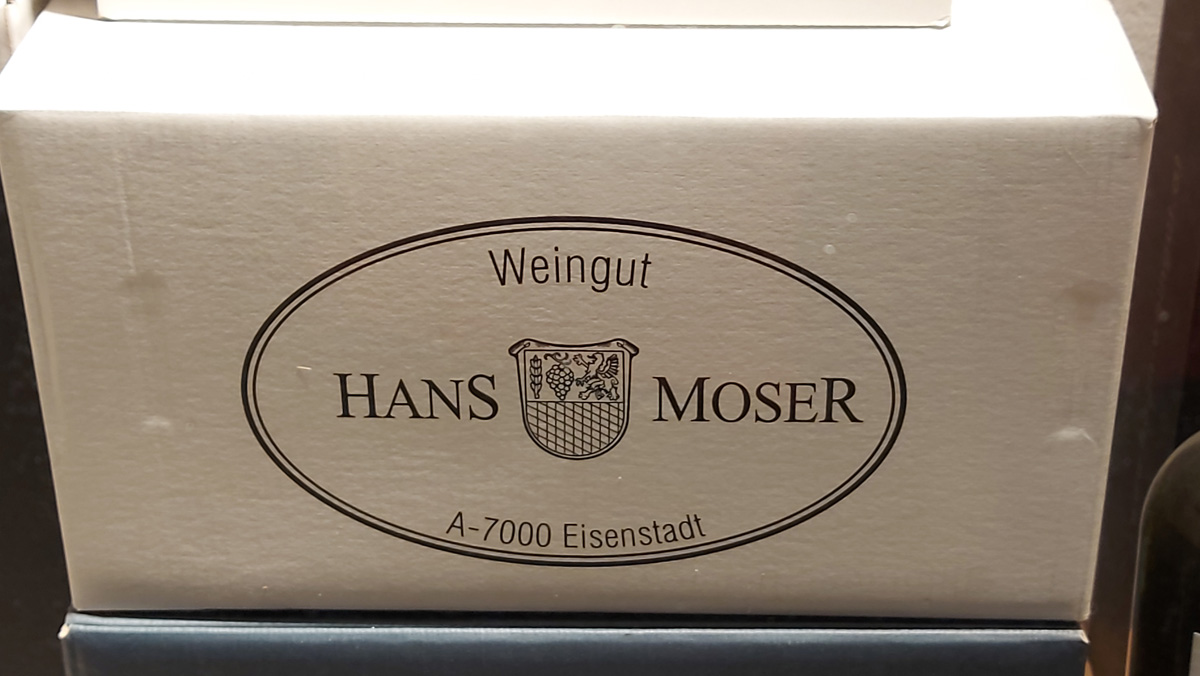 Weingut
HANS MOSER
A-7000 Eisenstadt